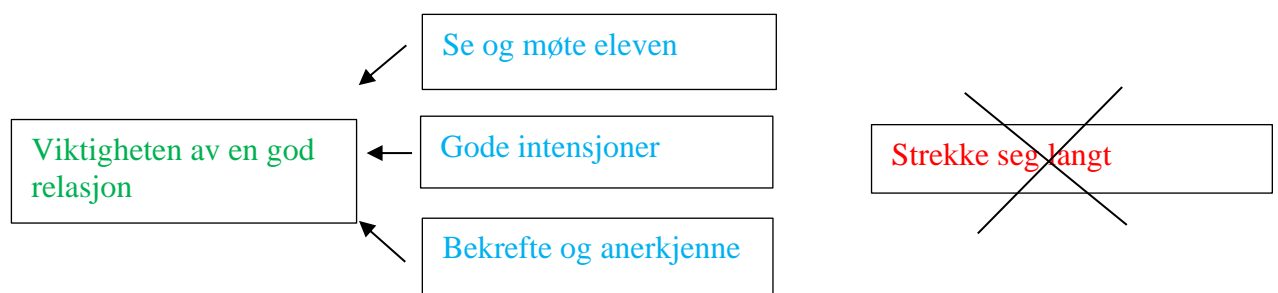 Se og møte eleven
Viktigheten av en god
relasjon
Gode intensjoner
Strekke seg langt
Bekrefte og anerkjenne